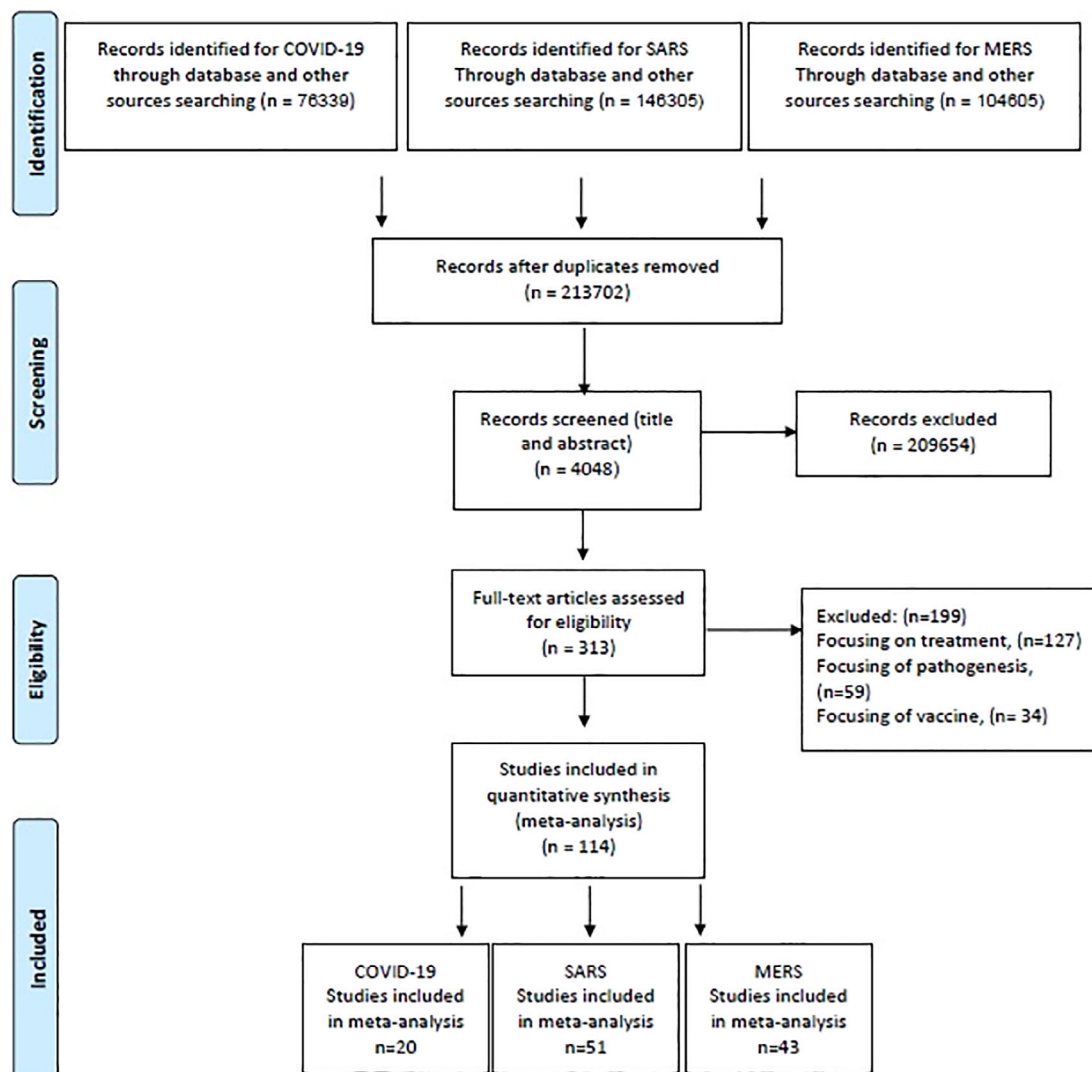 Identification
Records identified for COVID-19
through database and other
sources searching (n = 76339)
Records identified for SARS
Through database and other
sources searching (n = 146305)
Records identified for MERS
Through database and other
sources searching (n = 104605)
Records after duplicates removed
(n = 213702)
Screening
Records screened (title
and abstract)
(n = 4048)
Records excluded
(n = 209654)
Eligibility
Full-text articles assessed
for eligibility
(n = 313)
Excluded: (n=199)
Focusing on treatment, (n=127)
Focusing of pathogenesis,
(n=59)
Focusing of vaccine, (n= 34)
Studies included in
quantitative synthesis
(meta-analysis)
(n = 114)
Included
COVID-19
Studies included
in meta-analysis
n=20
SARS
Studies included
in meta-analysis
n=51
MERS
Studies included
in meta-analysis
n=43